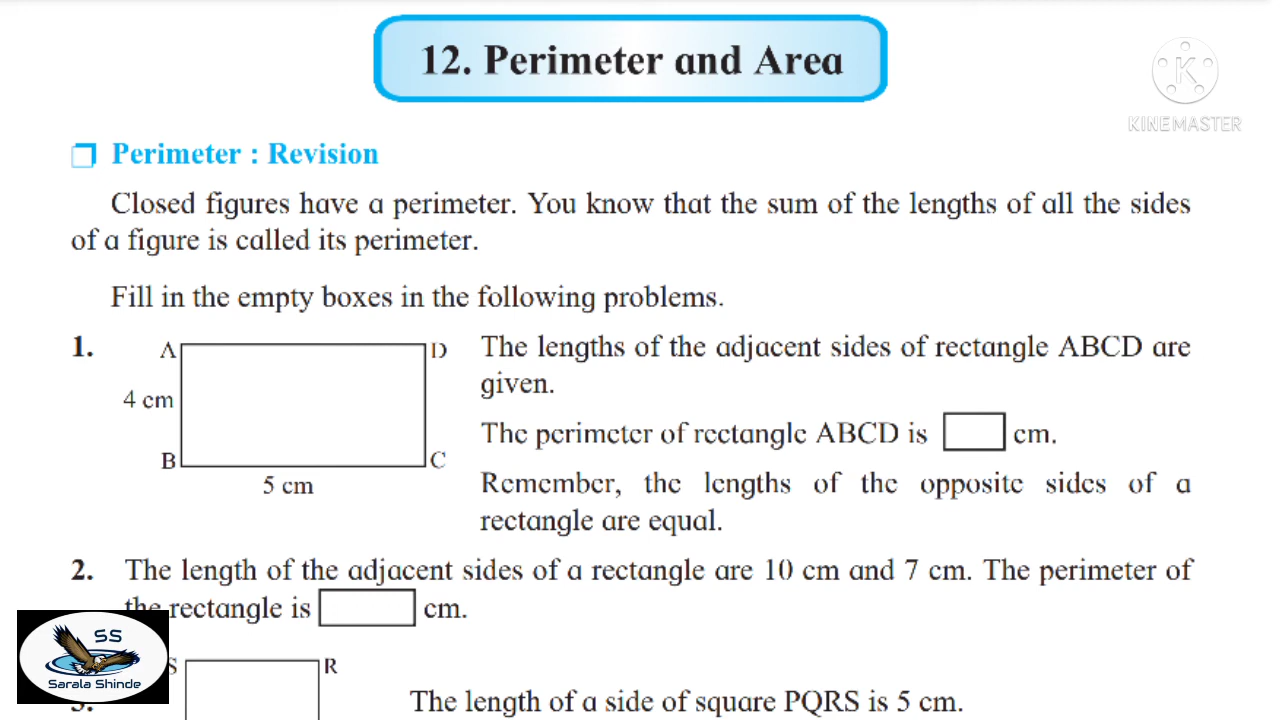 12. Perimeter and Area
KINEMASTER
Perimeter : Revision
Closed figures have a perimeter. You know that the sum of the lengths of all the sides
of a figure is called its perimeter.
Fill in the empty boxes in the following problems.
1.
A
D
4 cm
B
C
5 cm
The lengths of the adjacent sides of rectangle ABCD are
given.
The perimeter of rectangle ABCD is cm.
Remember, the lengths of the opposite sides of a
rectangle are equal.
2. The length of the adjacent sides of a rectangle are 10 cm and 7 cm. The perimeter of
the rectangle is cm.
SS
Sarala Shinde
S
R
3.
The length of a side of square PQRS is 5 cm.